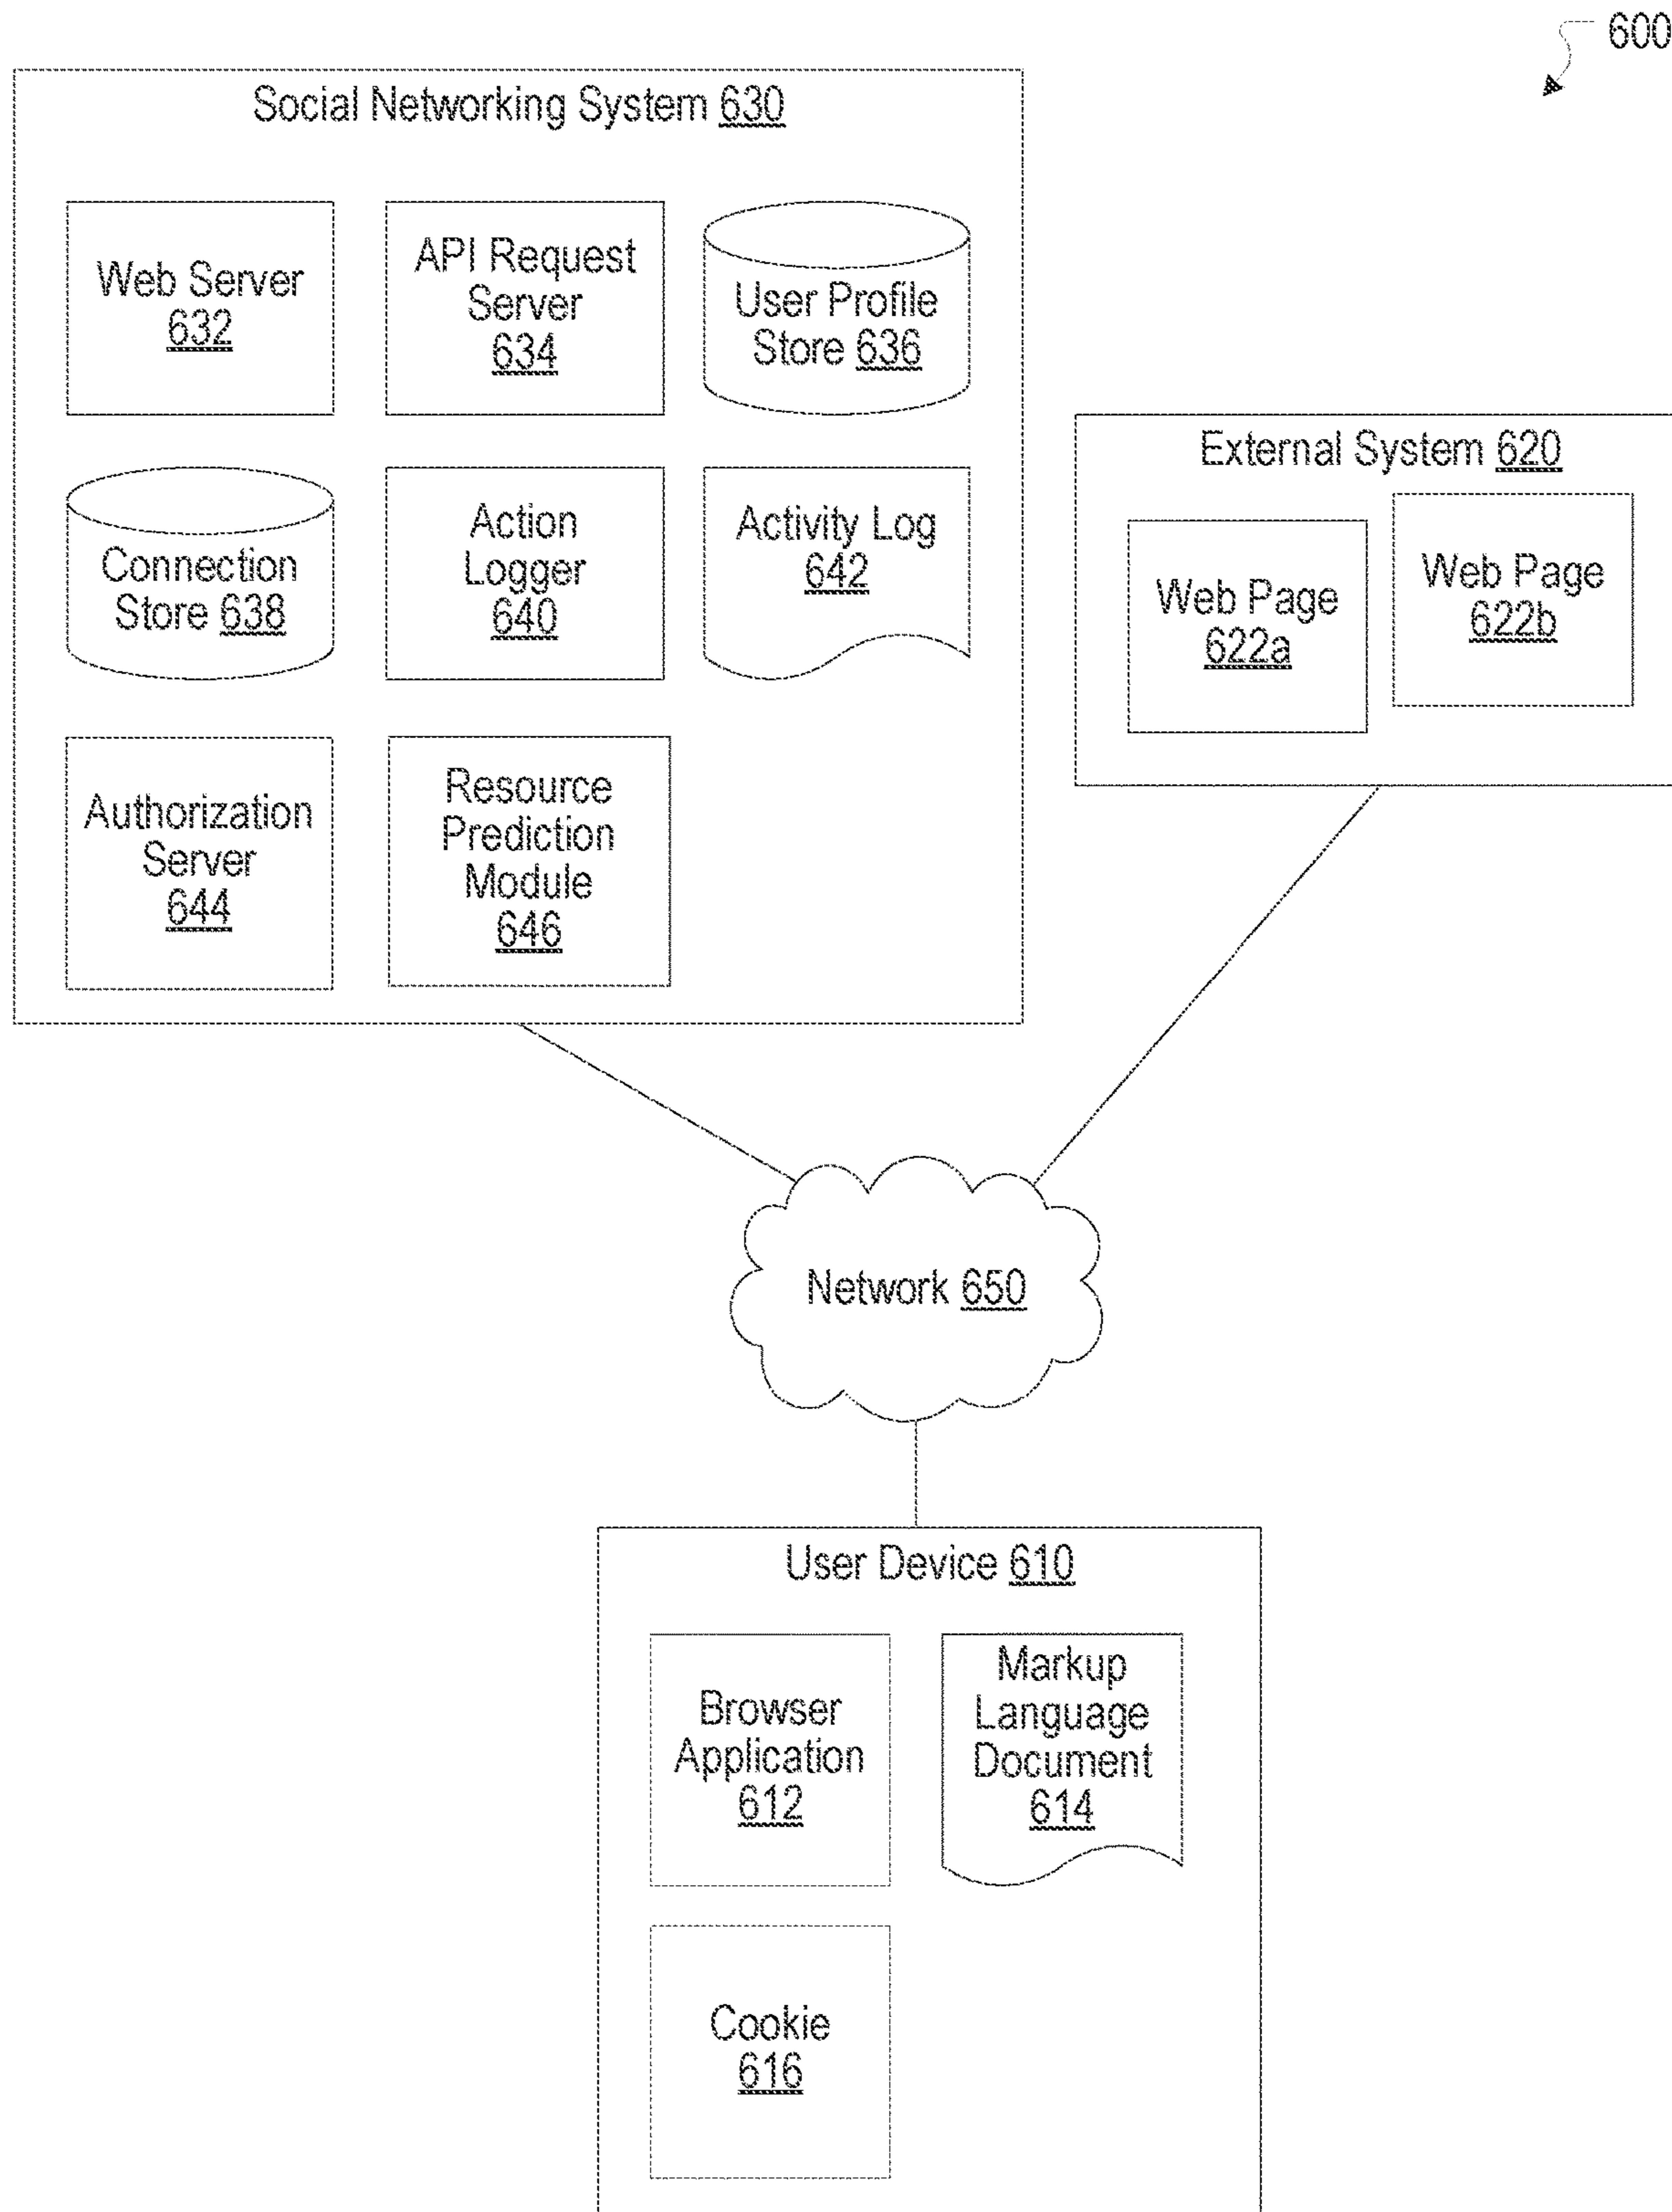 600
Social Networking System 630
Web Server
632
API Request
Server
634
User Profile
Store 636
Connection
Store 638
Action
Logger
640
Activity Log
642
Authorization
Server
644
Resource
Prediction
Module
646
External System 620
Web Page
622a
Web Page
622b
Network 650
User Device 610
Browser
Application
612
Markup
Language
Document
614
Cookie
616